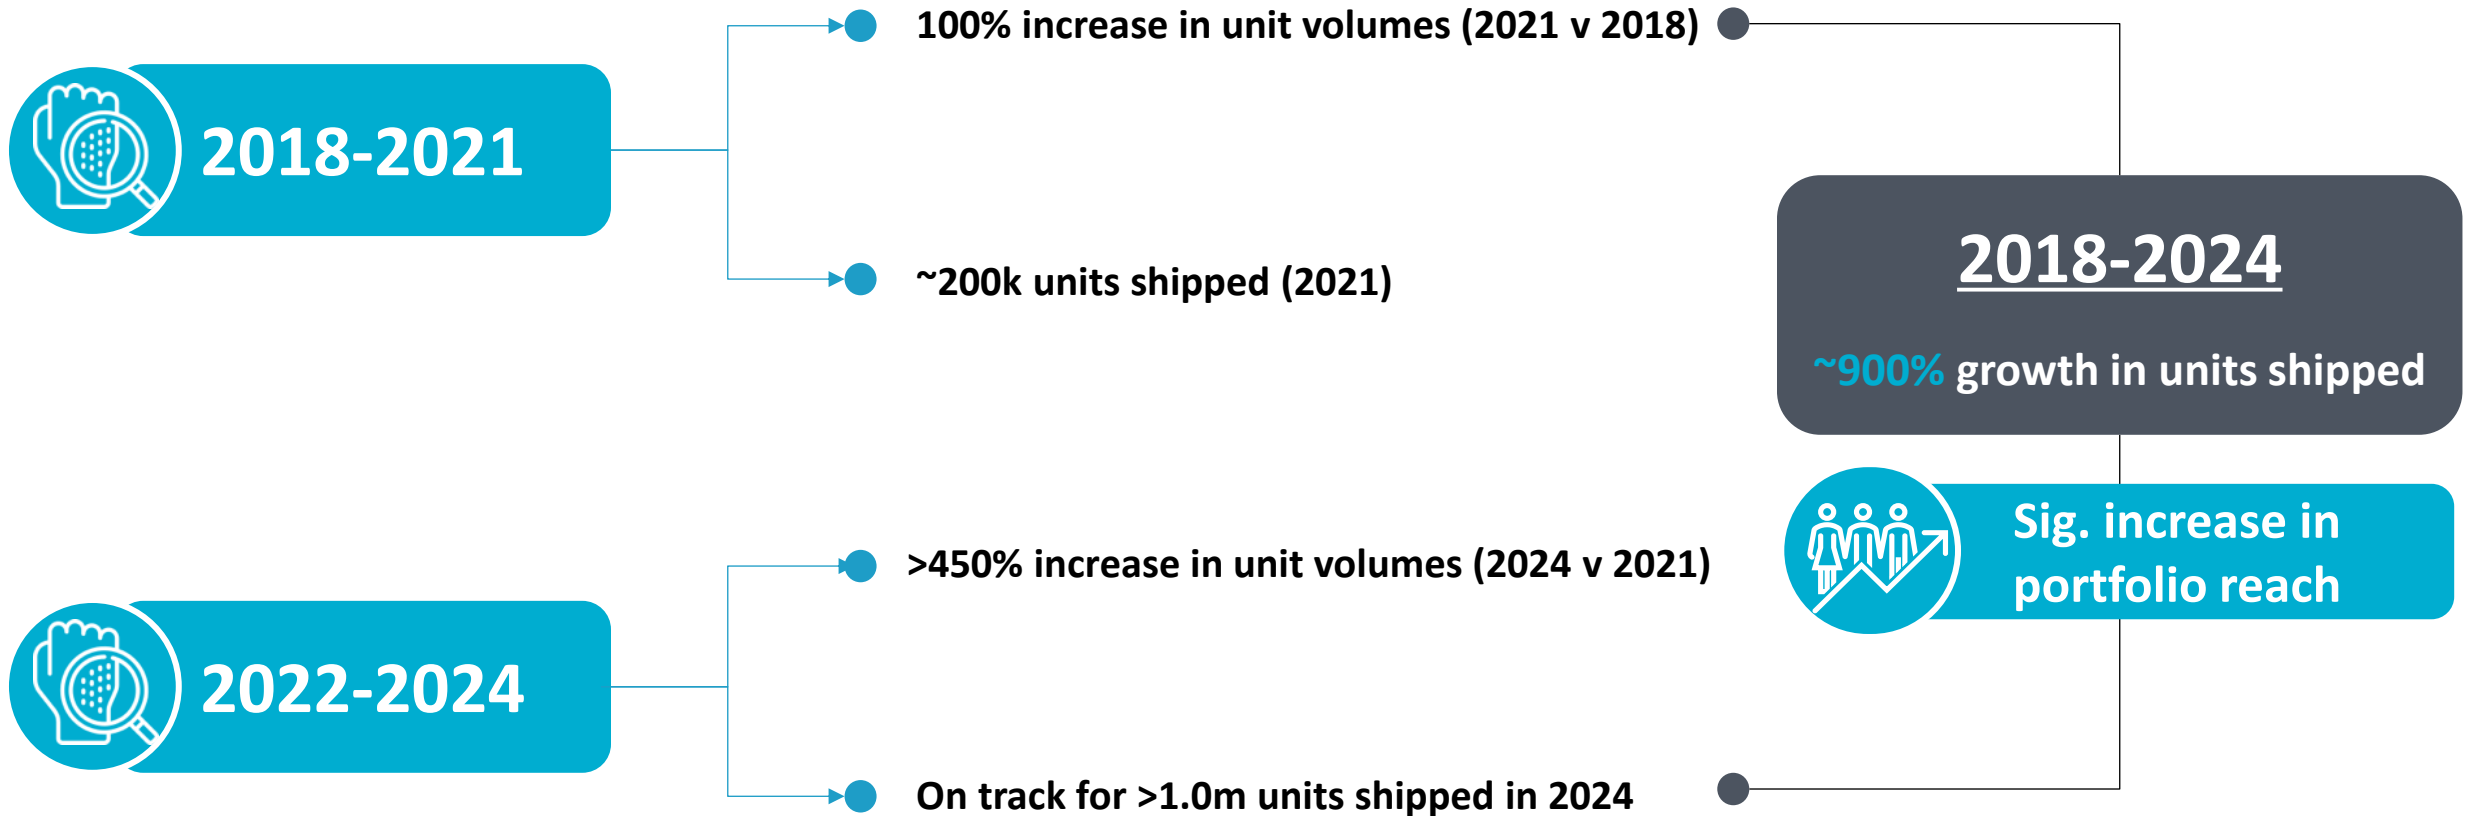 2018-2021
100% increase in unit volumes (2021 v 2018)
~200k units shipped (2021)
2022-2024
>450% increase in unit volumes (2024 v 2021)
On track for >1.0m units shipped in 2024
2018-2024
~900% growth in units shipped
Sig. increase in
portfolio reach